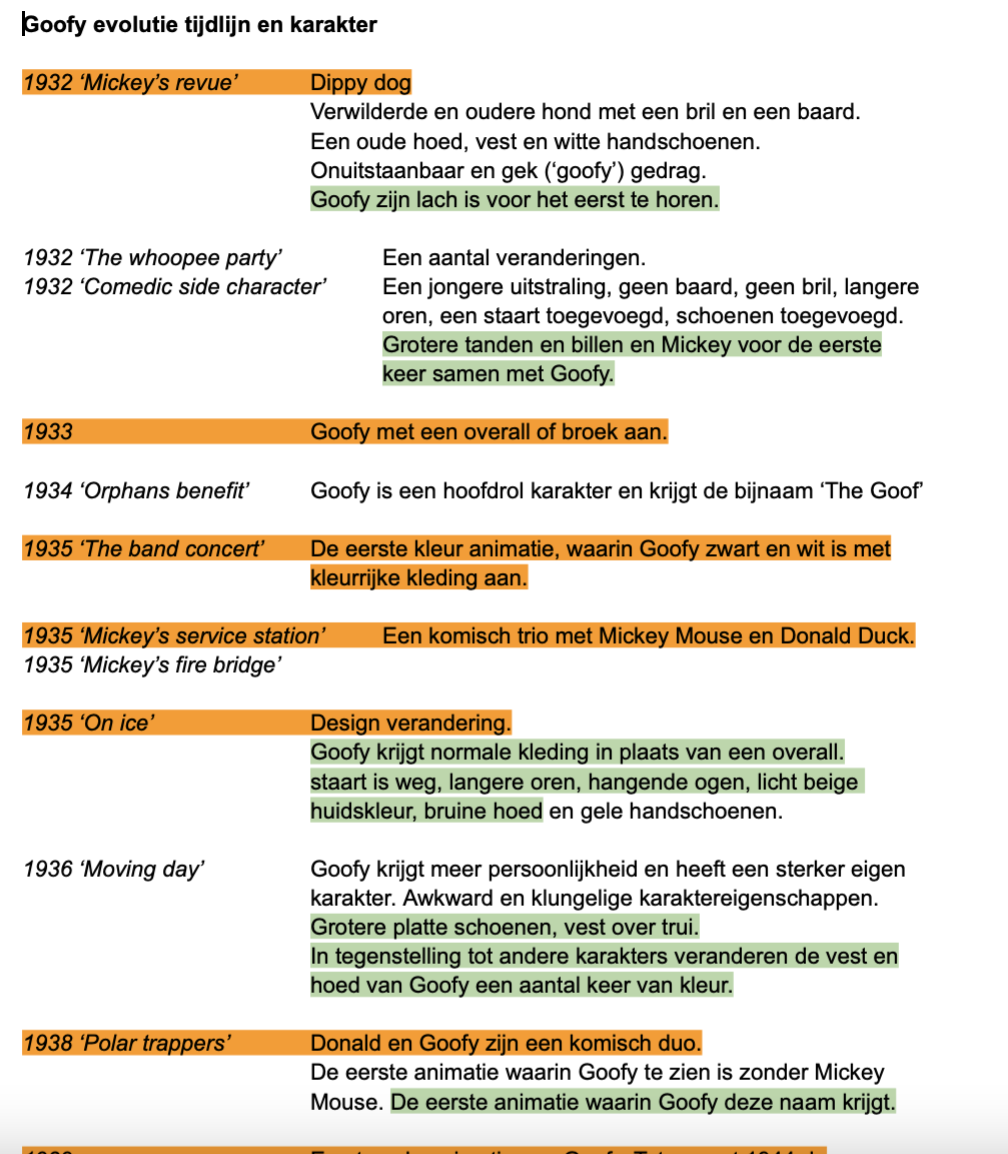 Goofy evolutie tijdlijn en karakter
1932 ‘Mickey’s revue’ Dippy dog
Verwilderde en oudere hond met een bril en een baard.
Een oude hoed, vest en witte handschoenen.
Onuitstaanbaar en gek (‘goofy’) gedrag.
Goofy zijn lach is voor het eerst te horen.
1932 ‘The whoopee party’ Een aantal veranderingen.
1932 ‘Comedic side character’ Een jongere uitstraling, geen baard, geen bril, langere
oren, een staart toegevoegd, schoenen toegevoegd.
Grotere tanden en billen en Mickey voor de eerste
keer samen met Goofy.
1933 Goofy met een overall of broek aan.
1934 ‘Orphans benefit’ Goofy is een hoofdrol karakter en krijgt de bijnaam ‘The Goof’
1935 ‘The band concert’ De eerste kleur animatie, waarin Goofy zwart en wit is met
kleurrijke kleding aan.
1935 ‘Mickey’s service station’ Een komisch trio met Mickey Mouse en Donald Duck.
1935 ‘Mickey’s fire bridge’
1935 ‘On ice’ Design verandering.
Goofy krijgt normale kleding in plaats van een overall.
staart is weg, langere oren, hangende ogen, licht beige
huidskleur, bruine hoed en gele handschoenen.
1936 ‘Moving day’ Goofy krijgt meer persoonlijkheid en heeft een sterker eigen
karakter. Awkward en klungelige karaktereigenschappen.
Grotere platte schoenen, vest over trui.
In tegenstelling tot andere karakters veranderen de vest en
hoed van Goofy een aantal keer van kleur.
1938 ‘Polar trappers’ Donald en Goofy zijn een komisch duo.
De eerste animatie waarin Goofy te zien is zonder Mickey
Mouse. De eerste animatie waarin Goofy deze naam krijgt.